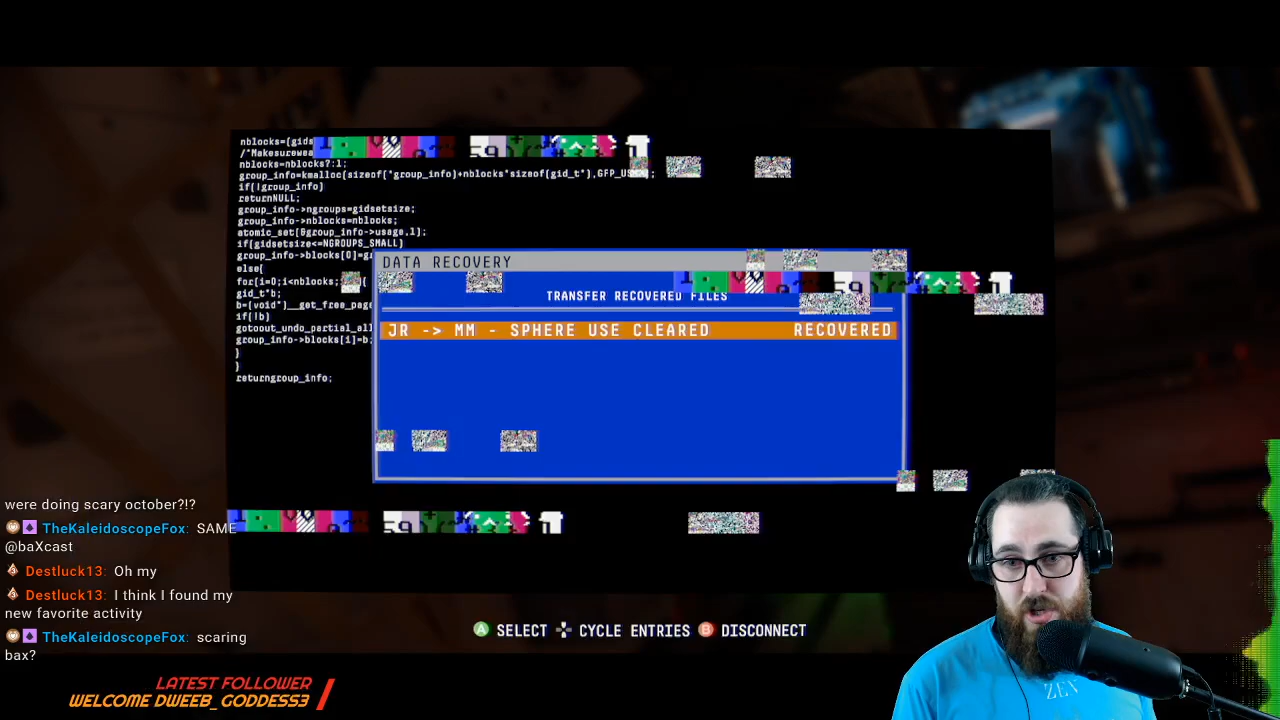 nblocks=(gids
/*Makesurewea
nblocks=nblocks?:1;
group_info=kmalloc(sizeof(*group_info)+nblocks*sizeof(gid_t),GFP_US
if(!group_info)
returnNULL;
group_info->ngroups=gidsetsize;
group_info->nblocks=nblocks;
atomic_set(&group_info->usage,1);
if(gidsetsize<=NGROUPS_SMALL)
group_info->blocks[0]=g
else{
for(i=0;i<nblocks;
gid_t*b;
b=(void*)__get_free_page
if(!b)
gotoout_undo_partial_all
group_info->blocks[i]=b;
}
}
returngroup_info;
DATA RECOVERY
TRANSFER RECOVERED FILES
JR -> MM - SPHERE USE CLEARED RECOVERED
SELECT CYCLE ENTRIES DISCONNECT
were doing scary october?!?
TheKaleidoscopeFox: SAME
@baXcast
Destluck13: Oh my
Destluck13: I think I found my
new favorite activity
TheKaleidoscopeFox: scaring
bax?
LATEST FOLLOWER
WELCOME DWEEB_GODDESS3
ZEN